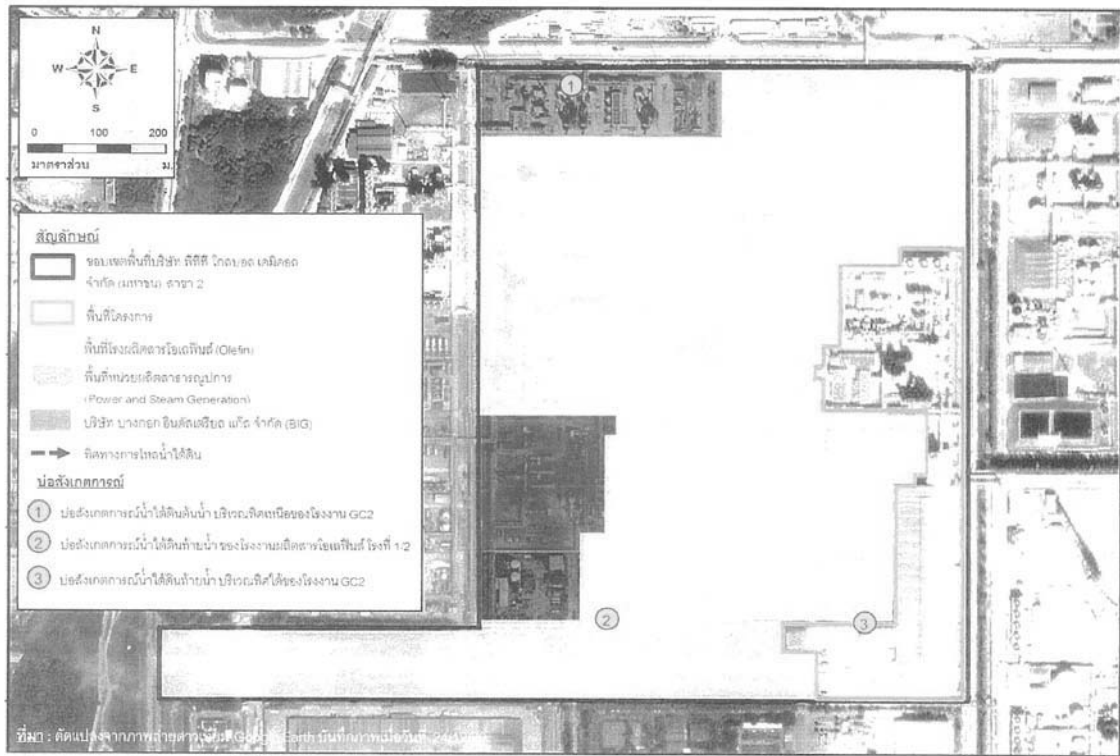 N
W E
S
0 100 200
มาตราส่วน ม.
สัญลักษณ์
ขอบเขตพื้นที่บริษัท พีทีที โกลบอล เคมิคอล
จำกัด (มหาชน) สาขา 2
พื้นที่โครงการ
พื้นที่โรงผลิตสารโอเลฟินส์ (Olefin)
พื้นที่หน่วยผลิตสาธารณูปการ
(Power and Steam Generation)
บริษัท บางกอก อินดัสเตรียล แก๊ส จำกัด (BIG)
ทิศทางการไหลน้ำใต้ดิน
บ่อสังเกตการณ์
1 บ่อสังเกตการณ์น้ำใต้ดินต้นน้ำ บริเวณทิศเหนือของโรงงาน GC2
2 บ่อสังเกตการณ์น้ำใต้ดินท้ายน้ำ ของโรงงานผลิตสารโอเลฟินส์ โรงที่ 1/2
3 บ่อสังเกตการณ์น้ำใต้ดินท้ายน้ำ บริเวณทิศใต้ของโรงงาน GC2
1
2
3
ที่มา : ดัดแปลงจากภาพถ่ายดาวเทียม Google Earth บันทึกภาพเมื่อวันที่